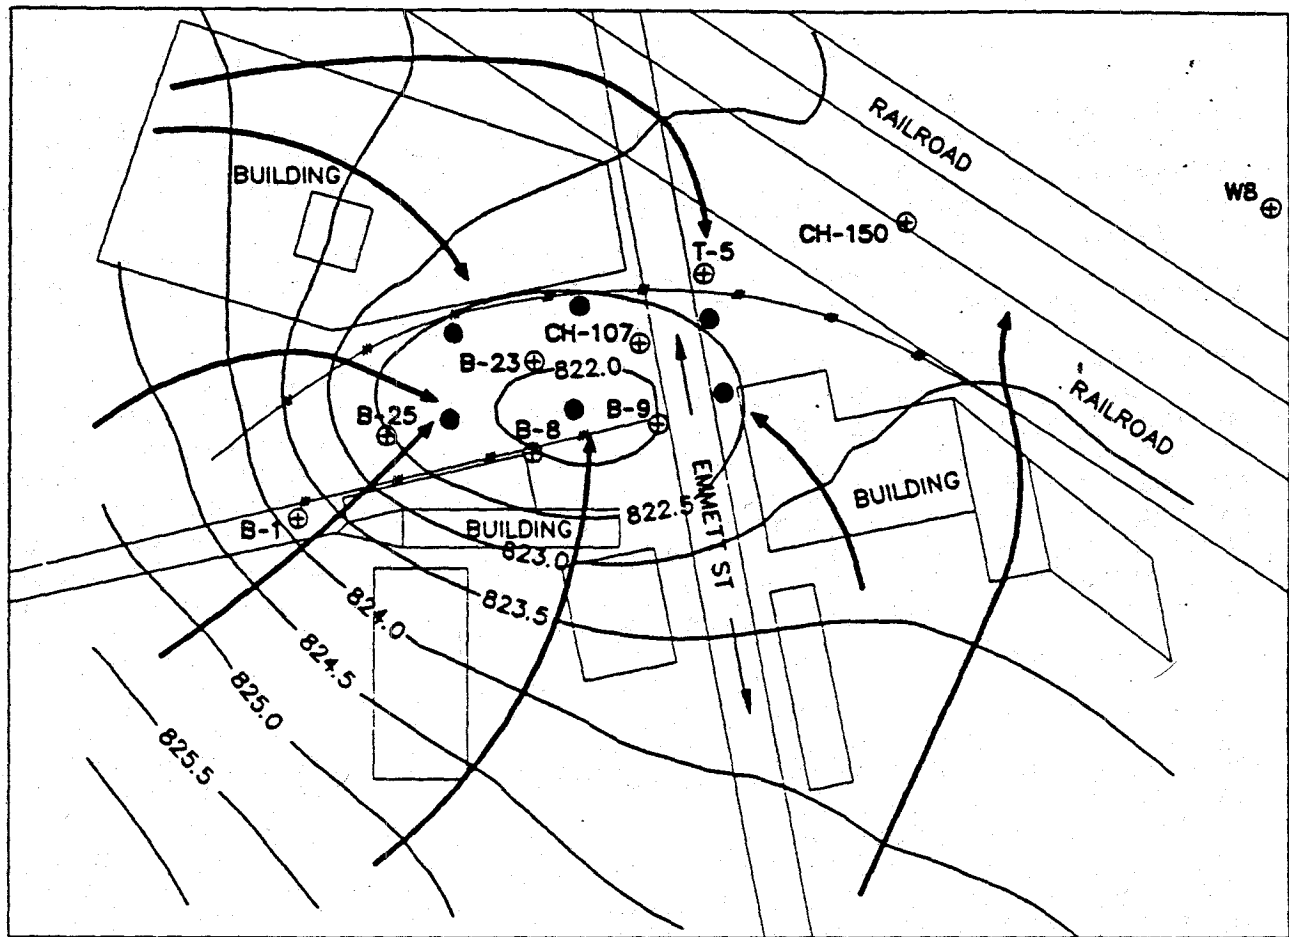 RAILROAD
BUILDING
W8
CH-150
T-5
CH-107
B-23
822.0
RAILROAD
B-25
B-9
B-8
BUILDING
EMMETT ST
822.5
B-1
BUILDING
823.0
823.5
824.0
824.5
825.0
825.5